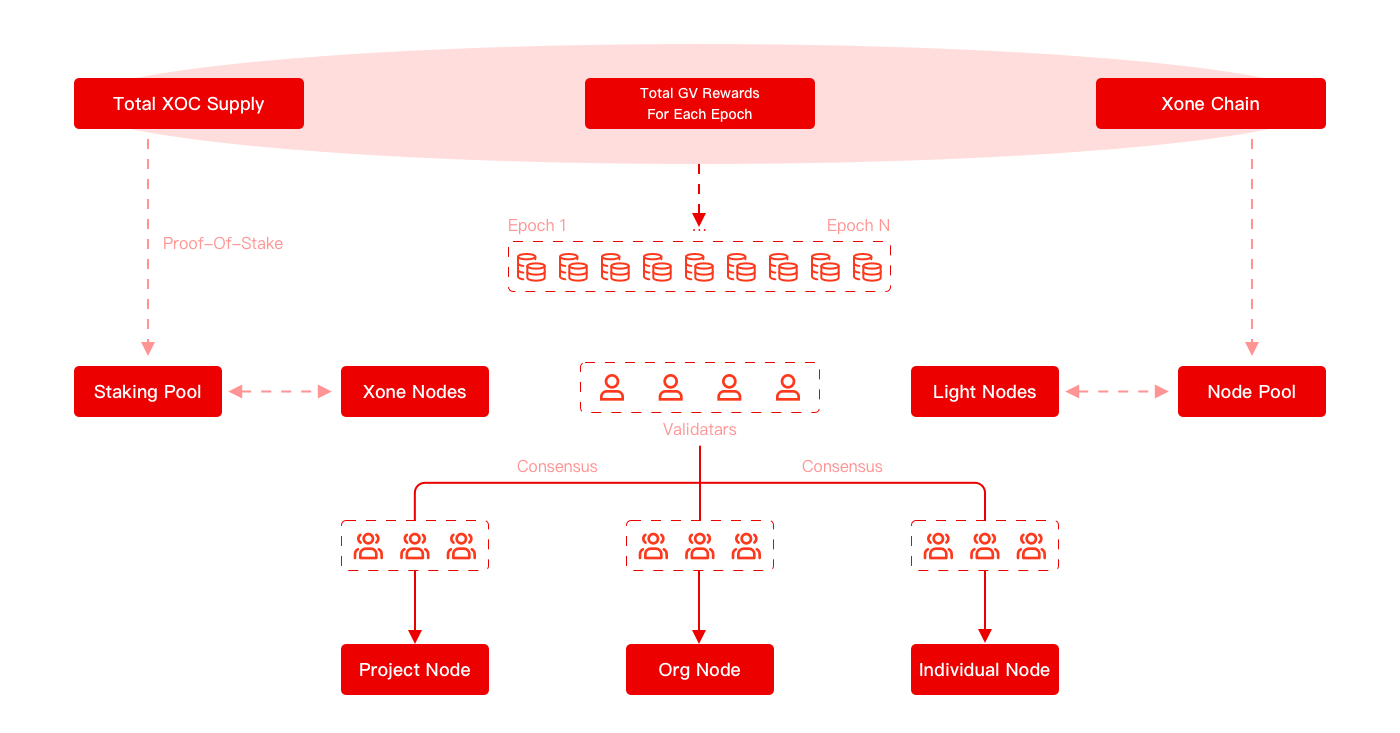 Total XOC Supply
Total GV Rewards
For Each Epoch
Xone Chain
Proof-Of-Stake
Epoch 1
...
Epoch N
Staking Pool
Xone Nodes
Light Nodes
Node Pool
Validatars
Consensus
Consensus
Project Node
Org Node
Individual Node